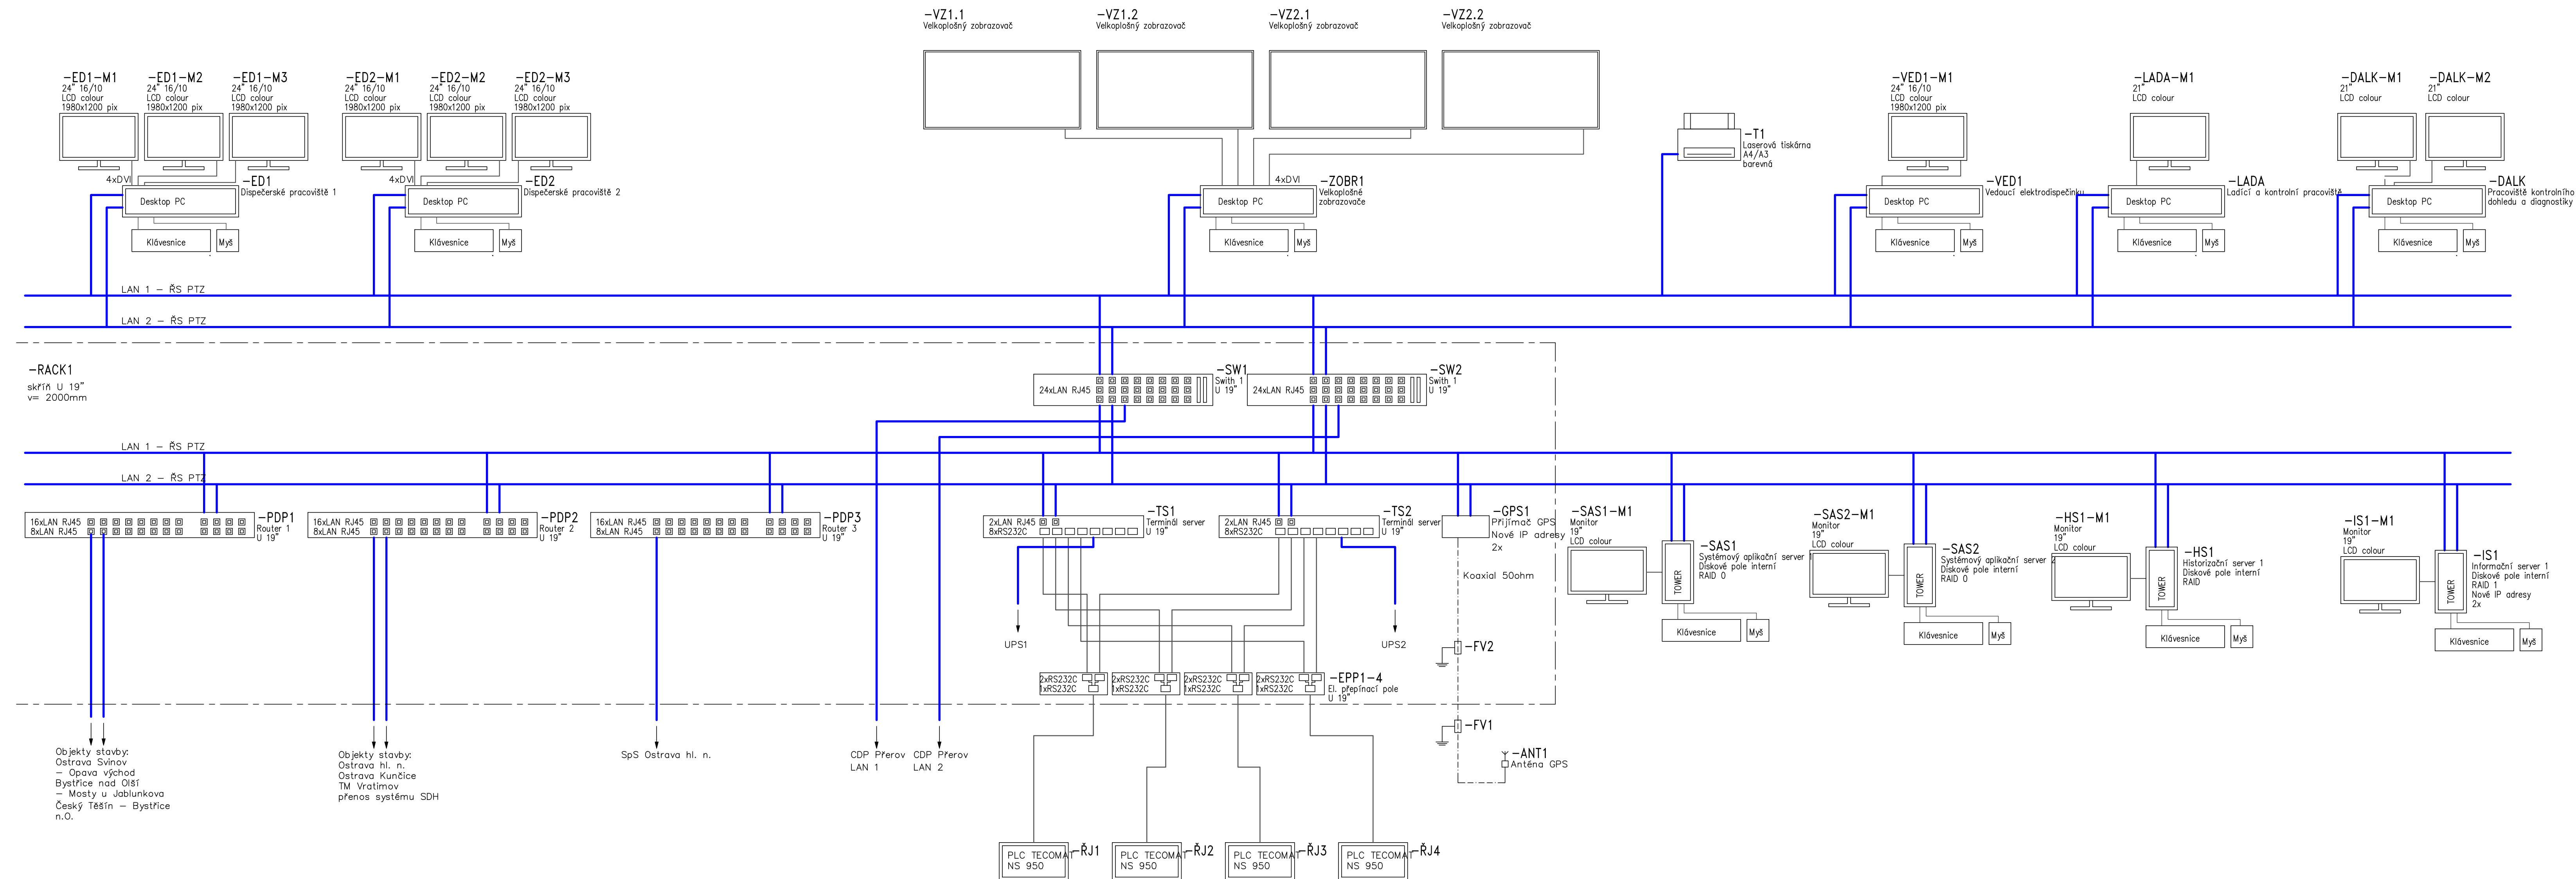 -VZ1.1
Velkoplošný zobrazovač
-VZ1.2
Velkoplošný zobrazovač
-VZ2.1
Velkoplošný zobrazovač
-VZ2.2
Velkoplošný zobrazovač
-ED1-M1
24" 16/10
LCD colour
1980x1200 pix
-ED1-M2
24" 16/10
LCD colour
1980x1200 pix
-ED1-M3
24" 16/10
LCD colour
1980x1200 pix
-ED2-M1
24" 16/10
LCD colour
1980x1200 pix
-ED2-M2
24" 16/10
LCD colour
1980x1200 pix
-ED2-M3
24" 16/10
LCD colour
1980x1200 pix
-T1
Laserová tiskárna
A4/A3
barevná
-VED1-M1
24" 16/10
LCD colour
1980x1200 pix
-LADA-M1
21"
LCD colour
-DALK-M1
21"
LCD colour
-DALK-M2
21"
LCD colour
4xDVI
-ED1
Dispečerské pracoviště 1
Desktop PC
Klávesnice
Myš
4xDVI
-ED2
Dispečerské pracoviště 2
Desktop PC
Klávesnice
Myš
4xDVI
-ZOBR1
Velkoplošné
zobrazovače
Desktop PC
Klávesnice
Myš
-VED1
Vedoucí elektrodispečinku
Desktop PC
Klávesnice
Myš
-LADA
Ladící a kontrolní pracoviště
Desktop PC
Klávesnice
Myš
-DALK
Pracoviště kontrolního
dohledu a diagnostiky
Desktop PC
Klávesnice
Myš
LAN 1 - ŘS PTZ
LAN 2 - ŘS PTZ
-RACK1
skříň U 19"
v= 2000mm
24xLAN RJ45
-SW1
Swith 1
U 19"
24xLAN RJ45
-SW2
Swith 1
U 19"
LAN 1 - ŘS PTZ
LAN 2 - ŘS PTZ
16xLAN RJ45
8xLAN RJ45
-PDP1
Router 1
U 19"
16xLAN RJ45
8xLAN RJ45
-PDP2
Router 2
U 19"
16xLAN RJ45
8xLAN RJ45
-PDP3
Router 3
U 19"
2xLAN RJ45
8xRS232C
-TS1
Terminál server
U 19"
2xLAN RJ45
8xRS232C
-TS2
Terminál server
U 19"
-GPS1
Přijímač GPS
Nové IP adresy
2x
Koaxial 50ohm
-SAS1-M1
Monitor
19"
LCD colour
-SAS1
Systémový aplikační server 1
Diskové pole interní
RAID 0
TOWER
Klávesnice
Myš
-SAS2-M1
Monitor
19"
LCD colour
-SAS2
Systémový aplikační server 2
Diskové pole interní
RAID 0
TOWER
Klávesnice
Myš
-HS1-M1
Monitor
19"
LCD colour
-HS1
Historizační server 1
Diskové pole interní
RAID
TOWER
Klávesnice
Myš
-IS1-M1
Monitor
19"
LCD colour
-IS1
Informační server 1
Diskové pole interní
RAID 1
Nové IP adresy
2x
TOWER
Klávesnice
Myš
UPS1
UPS2
-FV2
2xRS232C
1xRS232C
2xRS232C
1xRS232C
2xRS232C
1xRS232C
2xRS232C
1xRS232C
-EPP1-4
El. přepínací pole
U 19"
-FV1
-ANT1
Anténa GPS
Objekty stavby:
Ostrava Svinov
- Opava východ
Bystřice nad Olší
- Mosty u Jablunkova
Český Těšín - Bystřice
n.O.
Objekty stavby:
Ostrava hl. n.
Ostrava Kunčice
TM Vratimov
přenos systému SDH
SpS Ostrava hl. n.
CDP Přerov
LAN 1
CDP Přerov
LAN 2
PLC TECOMAT
NS 950
-ŘJ1
PLC TECOMAT
NS 950
-ŘJ2
PLC TECOMAT
NS 950
-ŘJ3
PLC TECOMAT
NS 950
-ŘJ4